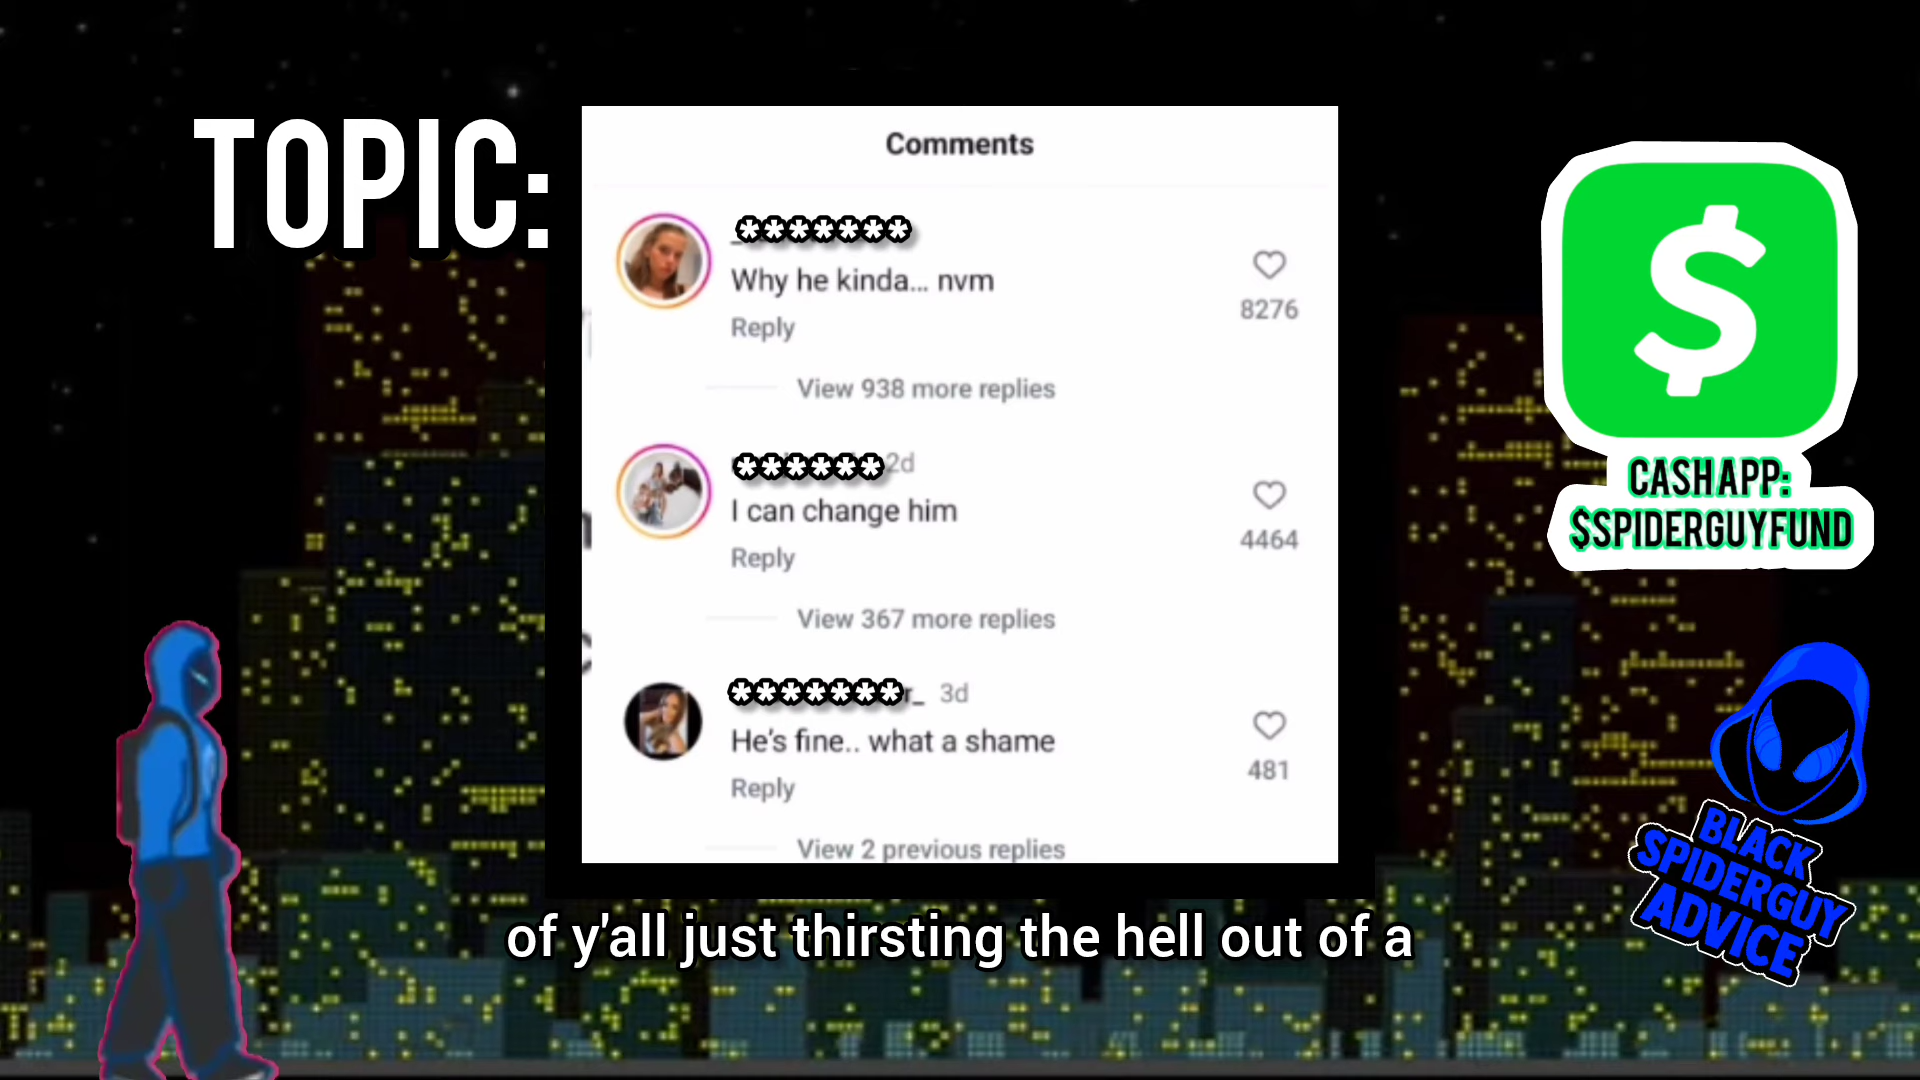 TOPIC:
Comments
*******
Why he kinda... nvm
8276
Reply
View 938 more replies
****** 2d
I can change him
4464
Reply
View 367 more replies
*******r_ 3d
He's fine.. what a shame
481
Reply
View 2 previous replies
$
CASH APP:
$SPIDERGUYFUND
BLACK
SPIDERGUY
ADVICE
of y'all just thirsting the hell out of a